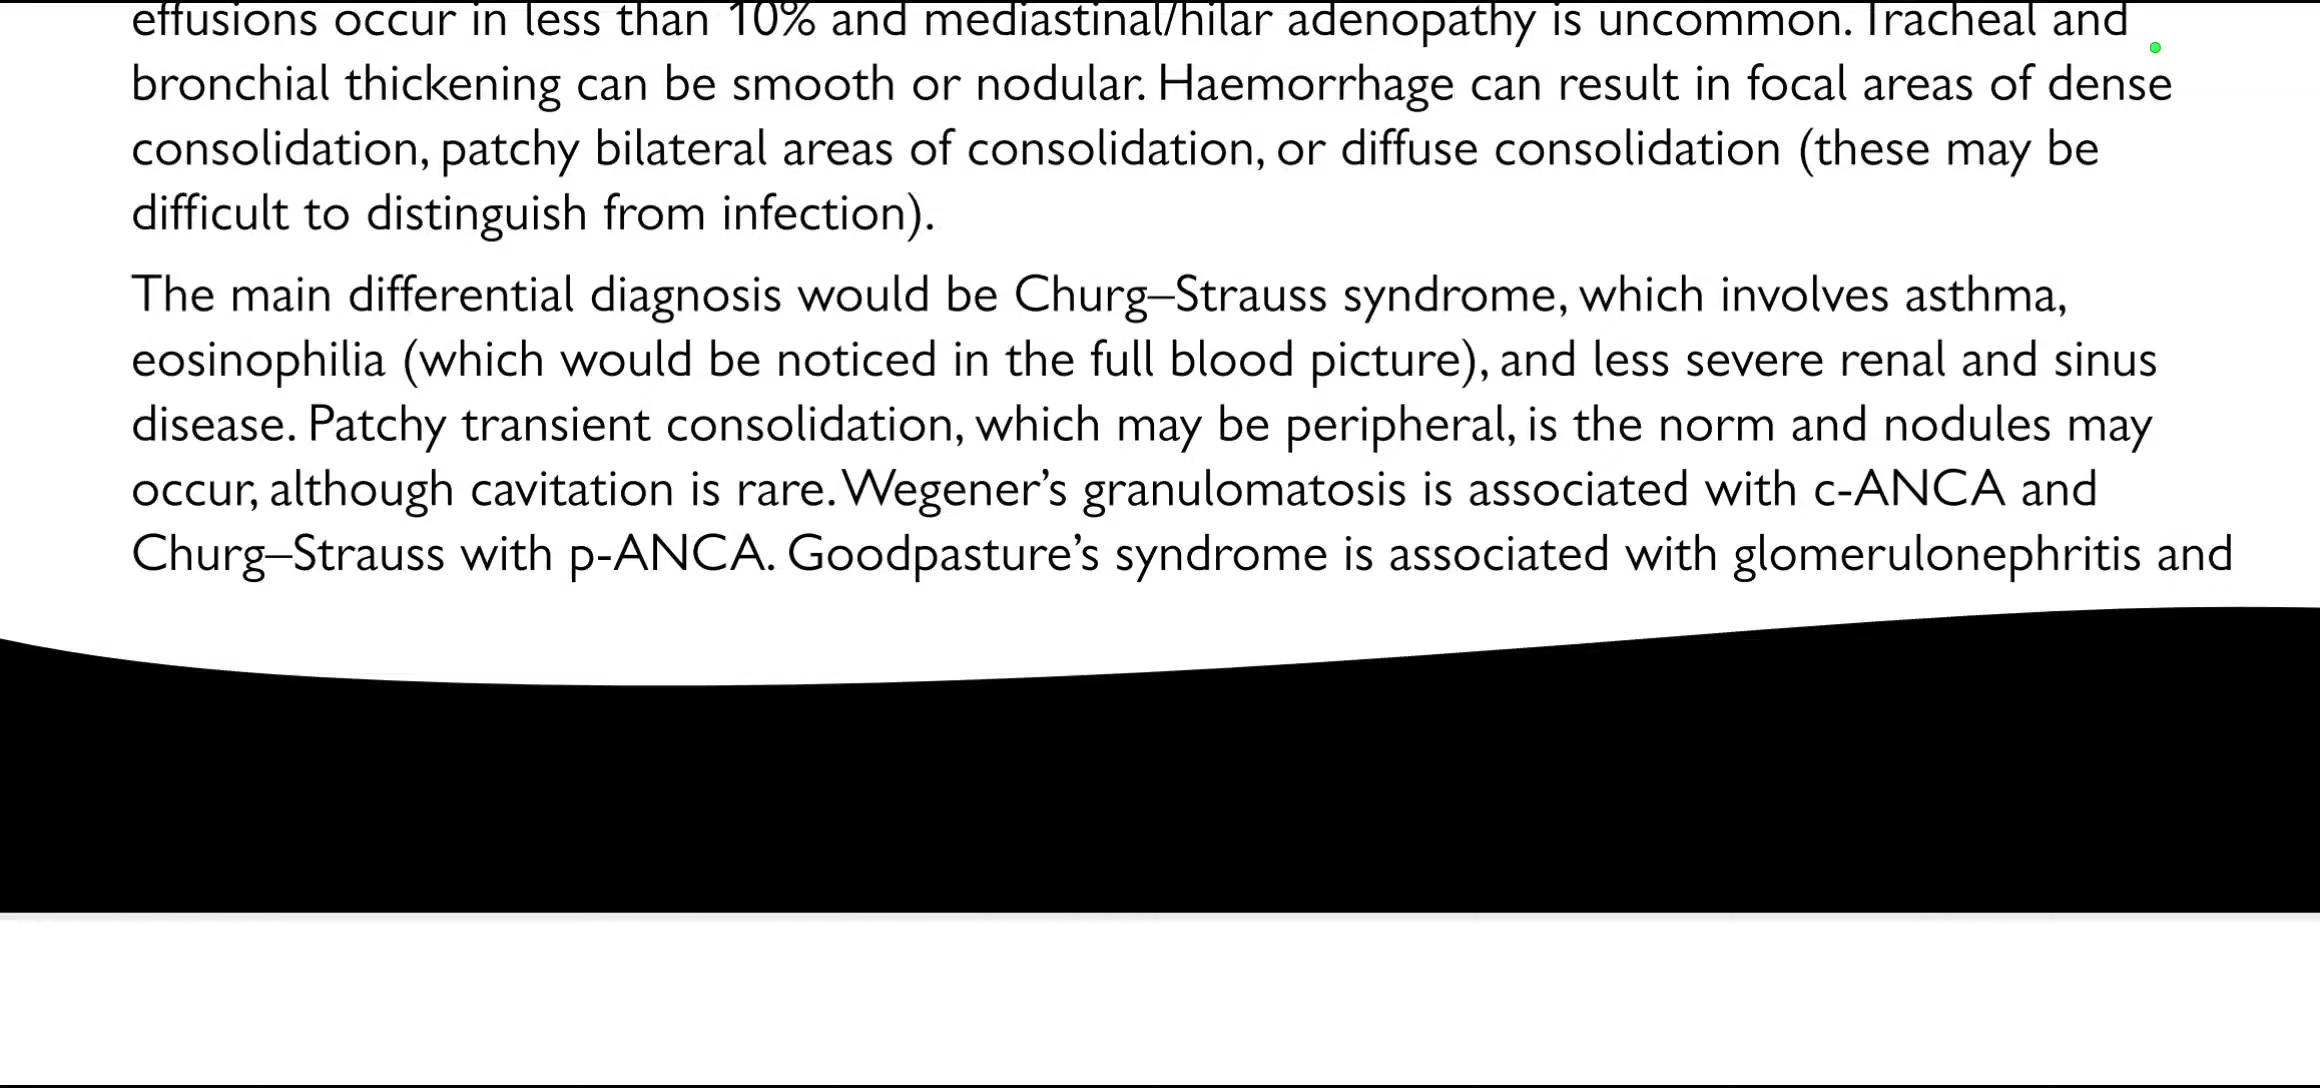 effusions occur in less than 10% and mediastinal/hilar adenopathy is uncommon. Tracheal and
bronchial thickening can be smooth or nodular. Haemorrhage can result in focal areas of dense
consolidation, patchy bilateral areas of consolidation, or diffuse consolidation (these may be
difficult to distinguish from infection).
The main differential diagnosis would be Churg–Strauss syndrome, which involves asthma,
eosinophilia (which would be noticed in the full blood picture), and less severe renal and sinus
disease. Patchy transient consolidation, which may be peripheral, is the norm and nodules may
occur, although cavitation is rare. Wegener’s granulomatosis is associated with c-ANCA and
Churg–Strauss with p-ANCA. Goodpasture’s syndrome is associated with glomerulonephritis and